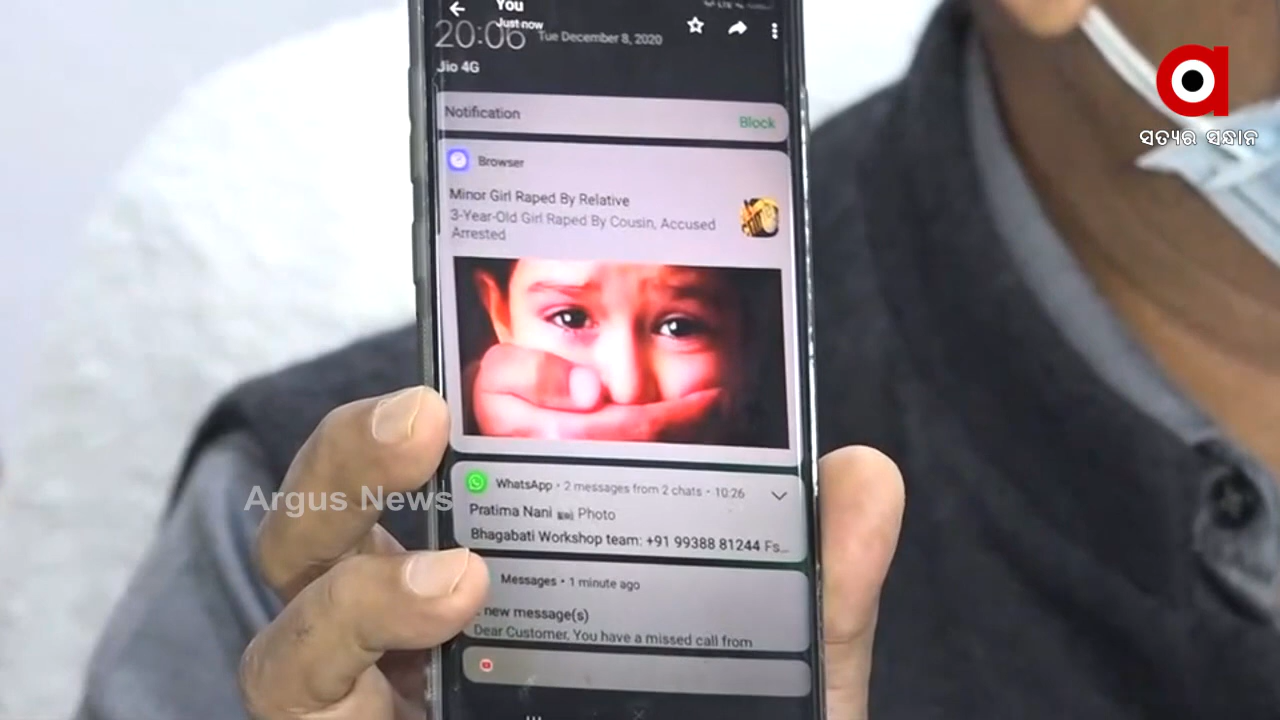 You
Just now
20:06 Tue December 8, 2020
Jio 4G
Notification
Block
Browser
Minor Girl Raped By Relative
3-Year-Old Girl Raped By Cousin, Accused
Arrested
WhatsApp • 2 messages from 2 chats • 10:26
Pratima Nani Photo
Bhagabati Workshop team: +91 99388 81244 Fs...
Messages • 1 minute ago
new message(s)
Dear Customer, You have a missed call from
Argus News
a
ସତ୍ୟର ସନ୍ଧାନ